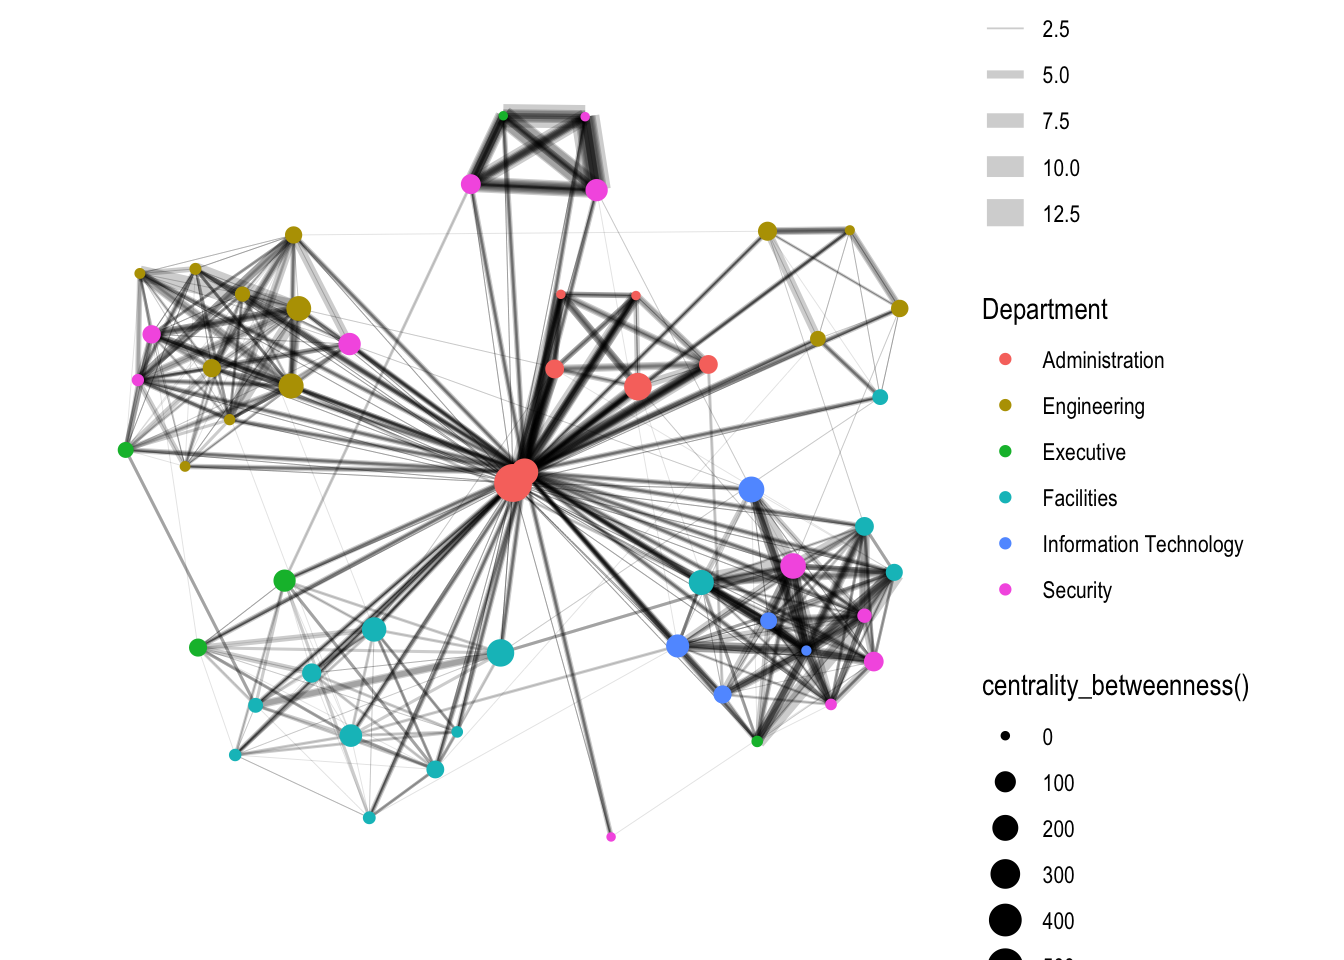 2.5
5.0
7.5
10.0
12.5
Department
Administration
Engineering
Executive
Facilities
Information Technology
Security
centrality_betweenness()
0
100
200
300
400